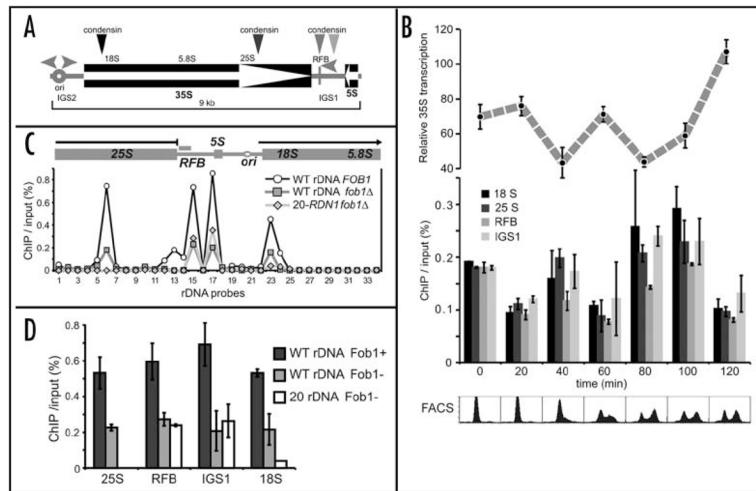 A
condensin
condensin
condensin
18S
5.8S
25S
RFB
ori
IGS2
35S
IGS1
5S
9 kb
C
5S
25S
RFB
ori
18S
5.8S
ChIP / input (%)
0.8
0.6
0.4
0.2
0
WT rDNA FOB1
WT rDNA fob1Δ
20-RDN1fob1Δ
1 3 5 7 9 11 13 15 17 19 21 23 25 27 29 31 33
rDNA probes
D
ChIP /input (%)
0.8
0.6
0.4
0.2
0
WT rDNA Fob1+
WT rDNA Fob1-
20 rDNA Fob1-
25S RFB IGS1 18S
B
Relative 35S transcription
120
100
80
60
40
ChIP / input (%)
0.3
0.2
0.1
0.0
18 S
25 S
RFB
IGS1
0 20 40 60 80 100 120
time (min)
FACS